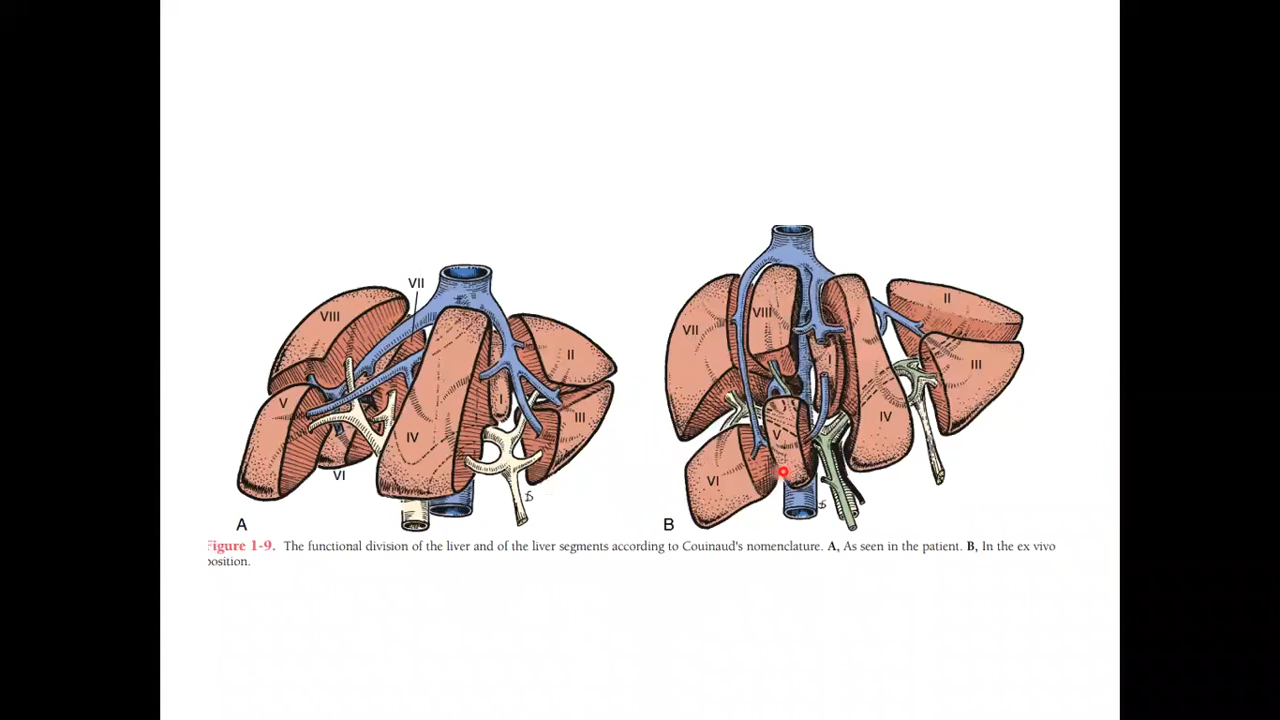 VII
VIII
II
V
I
III
IV
VI
A
II
VII
VIII
I
III
IV
V
VI
B
Figure 1-9. The functional division of the liver and of the liver segments according to Couinaud's nomenclature. A, As seen in the patient. B, In the ex vivo
position.